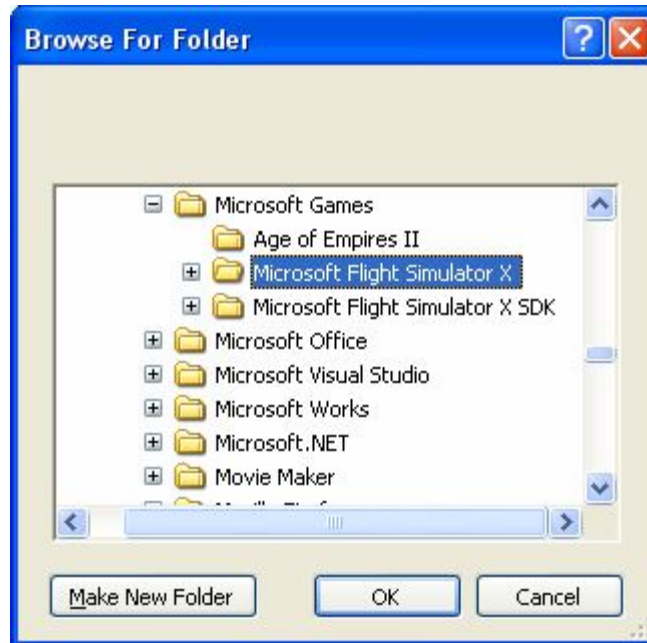 Browse For Folder
Microsoft Games
Age of Empires II
Microsoft Flight Simulator X
Microsoft Flight Simulator X SDK
Microsoft Office
Microsoft Visual Studio
Microsoft Works
Microsoft.NET
Movie Maker
Make New Folder OK Cancel